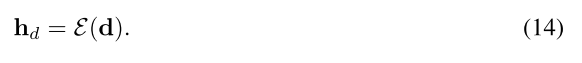 h_d = ℰ(d). (14)